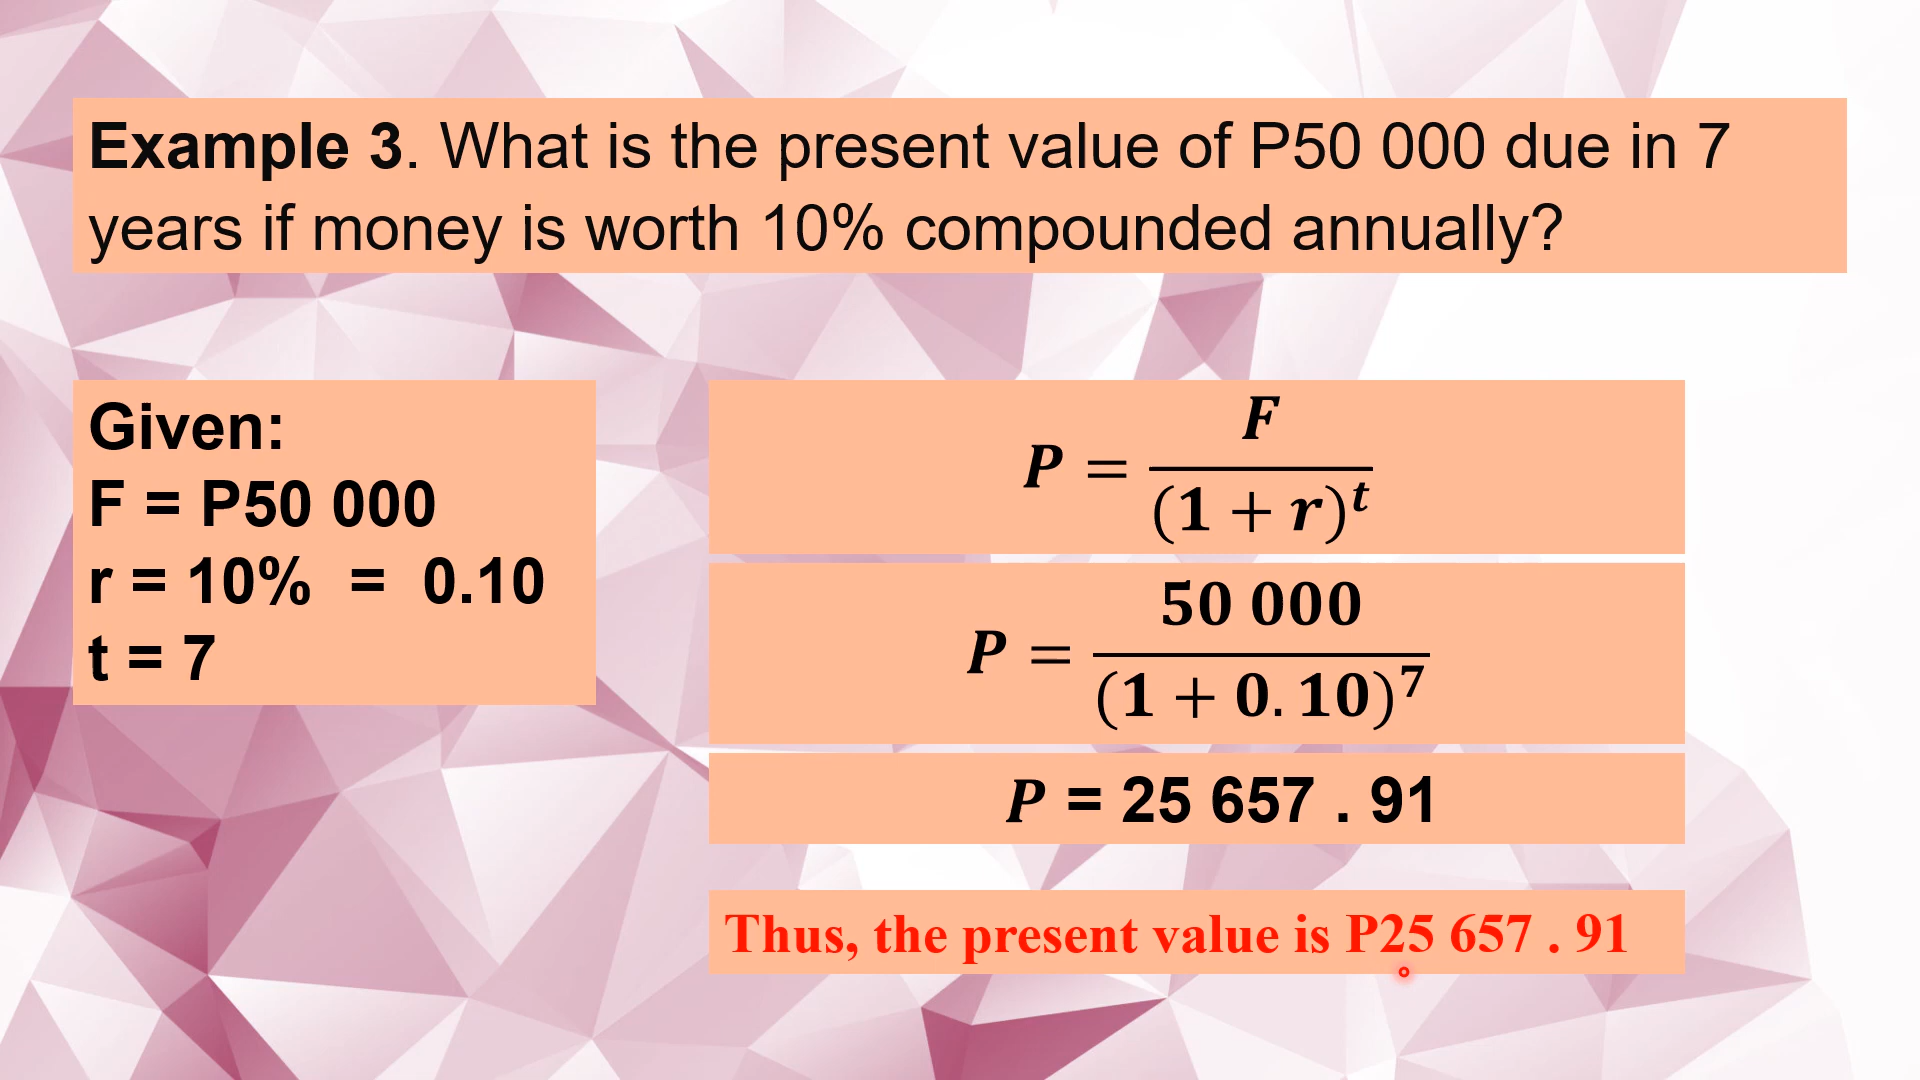 Example 3. What is the present value of P50 000 due in 7
years if money is worth 10% compounded annually?
Given:
F = P50 000
r = 10% = 0.10
t = 7
P = F / (1 + r)^t
P = 50 000 / (1 + 0.10)^7
P = 25 657 . 91
Thus, the present value is P25 657 . 91